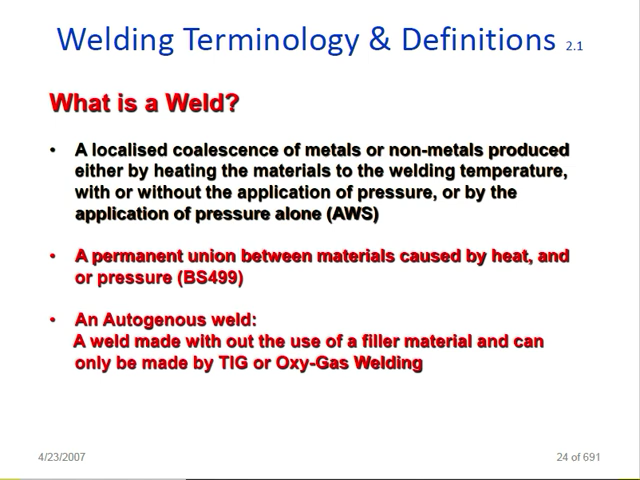 Welding Terminology & Definitions 2.1
What is a Weld?
• A localised coalescence of metals or non-metals produced
either by heating the materials to the welding temperature,
with or without the application of pressure, or by the
application of pressure alone (AWS)
• A permanent union between materials caused by heat, and
or pressure (BS499)
• An Autogenous weld:
A weld made with out the use of a filler material and can
only be made by TIG or Oxy-Gas Welding
4/23/2007
24 of 691